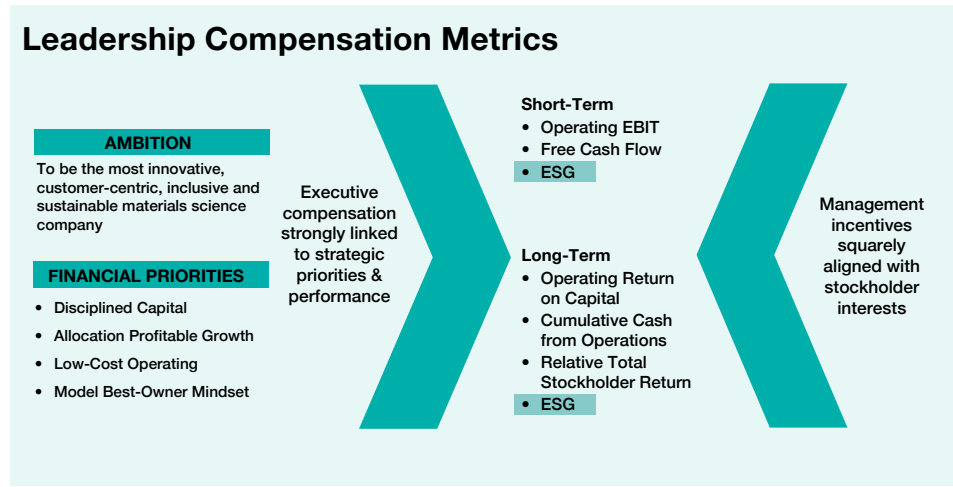 Leadership Compensation Metrics
AMBITION
To be the most innovative,
customer-centric, inclusive and
sustainable materials science
company
FINANCIAL PRIORITIES
• Disciplined Capital
• Allocation Profitable Growth
• Low-Cost Operating
• Model Best-Owner Mindset
Executive
compensation
strongly linked
to strategic
priorities &
performance
Short-Term
• Operating EBIT
• Free Cash Flow
• ESG
Long-Term
• Operating Return
on Capital
• Cumulative Cash
from Operations
• Relative Total
Stockholder Return
• ESG
Management
incentives
squarely
aligned with
stockholder
interests